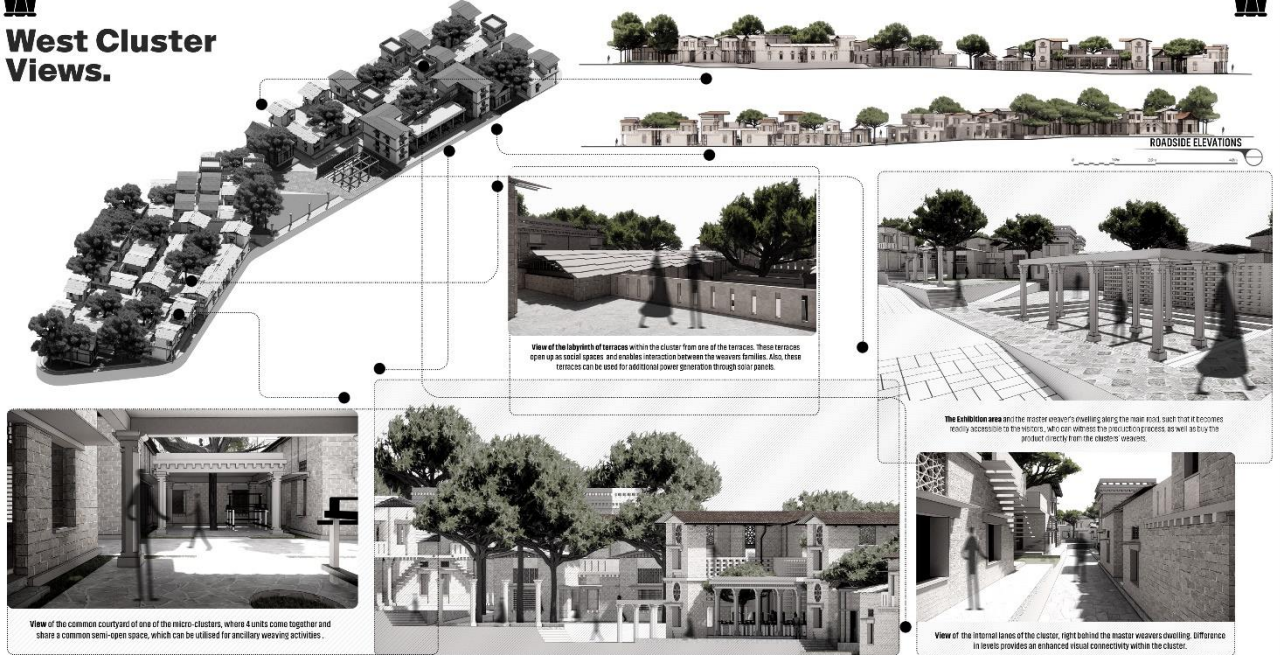 West Cluster
Views.
ROADSIDE ELEVATIONS
View of the labyrinth of terraces within the cluster from one of the terraces. These terraces
open up as social spaces and enables interaction between the weavers families. Also, these
terraces can be used for additional power generation through solar panels.
The Exhibition area and the master weaver's dwelling along the main road, such that it becomes
readily accessible to the visitors, who can witness the production process, as well as buy the
product directly from the clusters' weavers.
View of the common courtyard of one of the micro-clusters, where 4 units come together and
share a common semi-open space, which can be utilised for ancillary weaving activities .
View of the internal lanes of the cluster, right behind the master weavers dwelling. Difference
in levels provides an enhanced visual connectivity within the cluster.